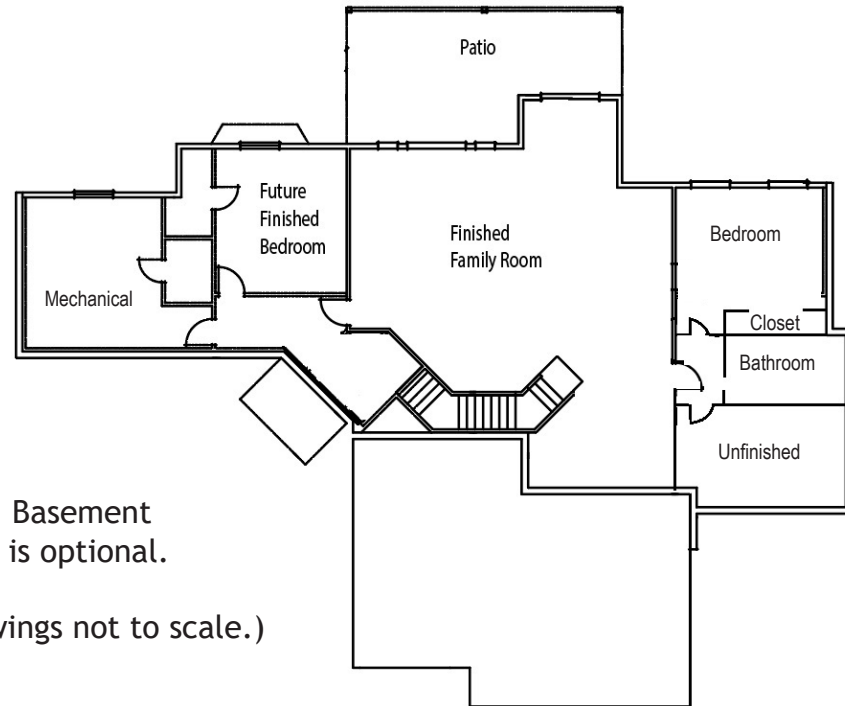 Patio
Future
Finished
Bedroom
Finished
Family Room
Bedroom
Mechanical
Closet
Bathroom
Unfinished
Basement
is optional.
wings not to scale.)